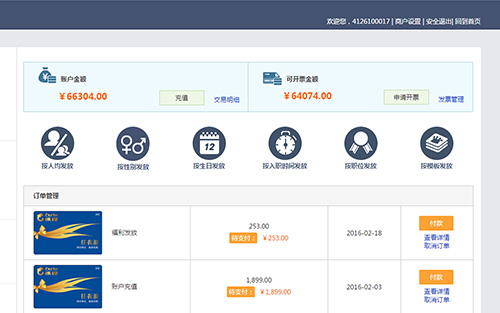 欢迎您，4126100017 | 商户设置 | 安全退出| 回到首页
账户金额
￥66304.00
充值
交易明细
可开票金额
￥64074.00
申请开票
发票管理
12
按人均发放
按性别发放
按生日发放
按入职时间发放
按职位发放
按模板发放
订单管理
福利发放
253.00
待支付：
￥253.00
2016-02-18
付款
查看详情
取消订单
账户充值
1,899.00
待支付：
￥1,899.00
2016-02-03
付款
查看详情
取消订单